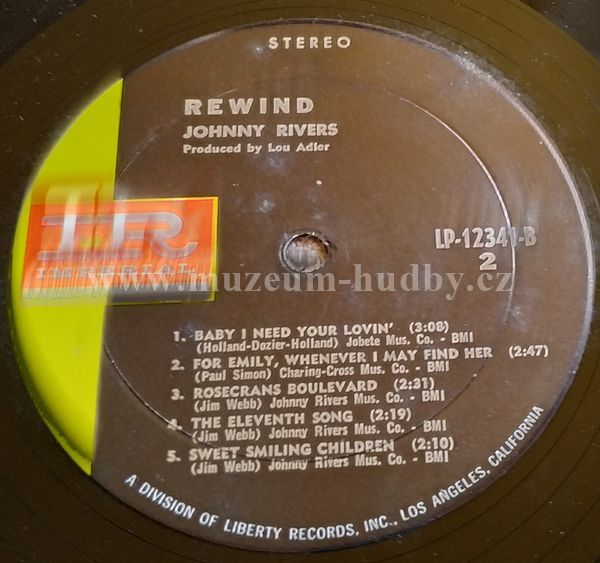 STEREO
REWIND
JOHNNY RIVERS
Produced by Lou Adler
IR
IMPERIAL
LP-12341-B
2
www.muzeum-hudby.cz
1. BABY I NEED YOUR LOVIN' (3:08)
(Holland-Dozier-Holland) Jobete Mus. Co. - BMI
2. FOR EMILY, WHENEVER I MAY FIND HER (2:47)
(Paul Simon) Charing-Cross Mus. Co. - BMI
3. ROSECRANS BOULEVARD (2:31)
(Jim Webb) Johnny Rivers Mus. Co. - BMI
4. THE ELEVENTH SONG (2:19)
(Jim Webb) Johnny Rivers Mus. Co. - BMI
5. SWEET SMILING CHILDREN (2:10)
(Jim Webb) Johnny Rivers Mus. Co. - BMI
A DIVISION OF LIBERTY RECORDS, INC., LOS ANGELES, CALIFORNIA